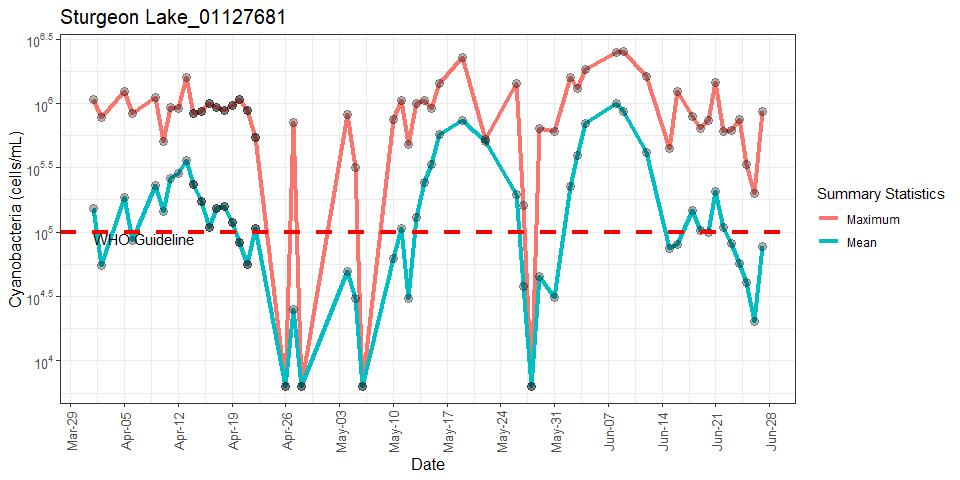 Sturgeon Lake_01127681
Cyanobacteria (cells/mL)
10^6.5
10^6
10^5.5
10^5
10^4.5
10^4
WHO Guideline
Mar-29
Apr-05
Apr-12
Apr-19
Apr-26
May-03
May-10
May-17
May-24
May-31
Jun-07
Jun-14
Jun-21
Jun-28
Date
Summary Statistics
Maximum
Mean